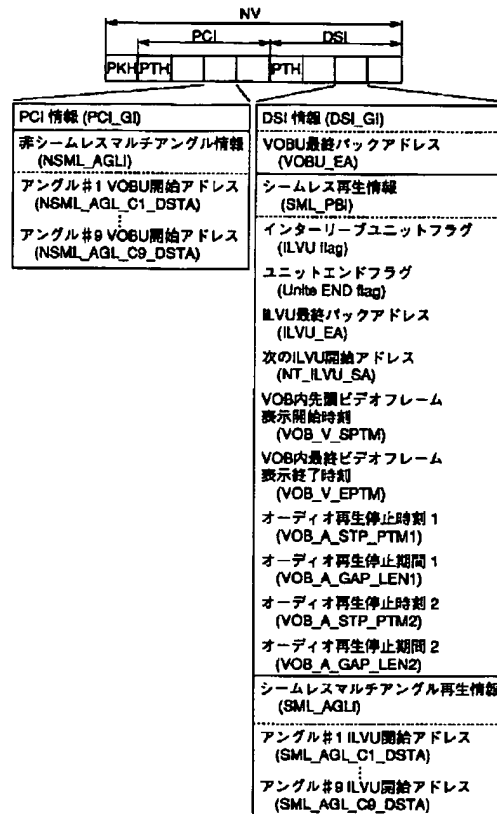 NV
PCI DSI
PKH PTH PTH
PCI 情報 (PCI_GI)
非シームレスマルチアングル情報
(NSML_AGLI)
アングル#1 VOBU開始アドレス
(NSML_AGL_C1_DSTA)
アングル#9 VOBU開始アドレス
(NSML_AGL_C9_DSTA)
DSI 情報 (DSI_GI)
VOBU最終パックアドレス
(VOBU_EA)
シームレス再生情報
(SML_PBI)
インターリーブユニットフラグ
(ILVU flag)
ユニットエンドフラグ
(Unite END flag)
ILVU最終パックアドレス
(ILVU_EA)
次のILVU開始アドレス
(NT_ILVU_SA)
VOB内先頭ビデオフレーム
表示開始時刻
(VOB_V_SPTM)
VOB内最終ビデオフレーム
表示終了時刻
(VOB_V_EPTM)
オーディオ再生停止時刻 1
(VOB_A_STP_PTM1)
オーディオ再生停止期間 1
(VOB_A_GAP_LEN1)
オーディオ再生停止時刻 2
(VOB_A_STP_PTM2)
オーディオ再生停止期間 2
(VOB_A_GAP_LEN2)
シームレスマルチアングル再生情報
(SML_AGLI)
アングル#1 ILVU開始アドレス
(SML_AGL_C1_DSTA)
アングル#9 ILVU開始アドレス
(SML_AGL_C9_DSTA)